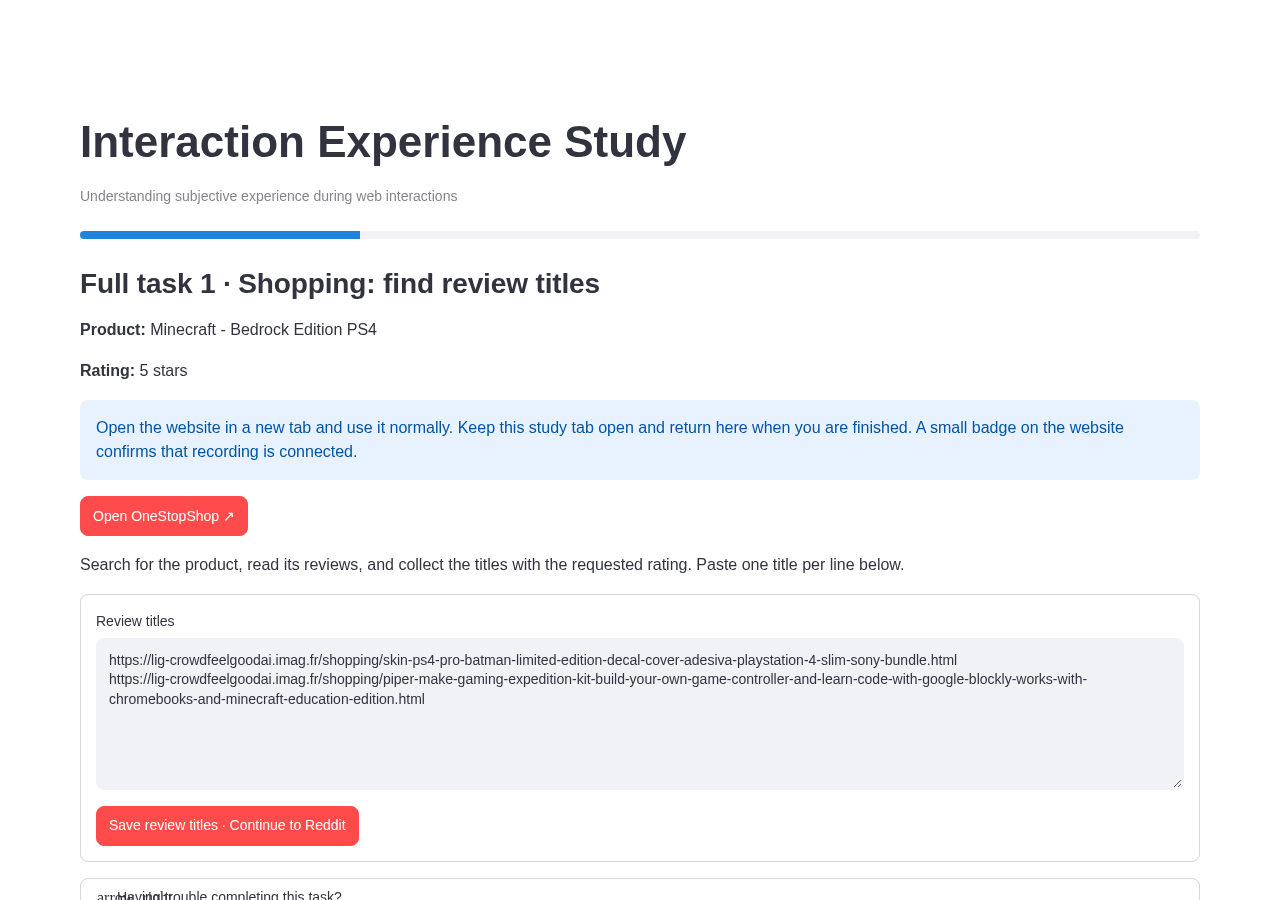 Interaction Experience Study
Understanding subjective experience during web interactions
Full task 1 · Shopping: find review titles
Product: Minecraft - Bedrock Edition PS4
Rating: 5 stars
Open the website in a new tab and use it normally. Keep this study tab open and return here when you are finished. A small badge on the website
confirms that recording is connected.
Open OneStopShop ↗
Search for the product, read its reviews, and collect the titles with the requested rating. Paste one title per line below.
Review titles
https://lig-crowdfeelgoodai.imag.fr/shopping/skin-ps4-pro-batman-limited-edition-decal-cover-adesiva-playstation-4-slim-sony-bundle.html
https://lig-crowdfeelgoodai.imag.fr/shopping/piper-make-gaming-expedition-kit-build-your-own-game-controller-and-learn-code-with-google-blockly-works-with-
chromebooks-and-minecraft-education-edition.html
Save review titles · Continue to Reddit
Having trouble completing this task?